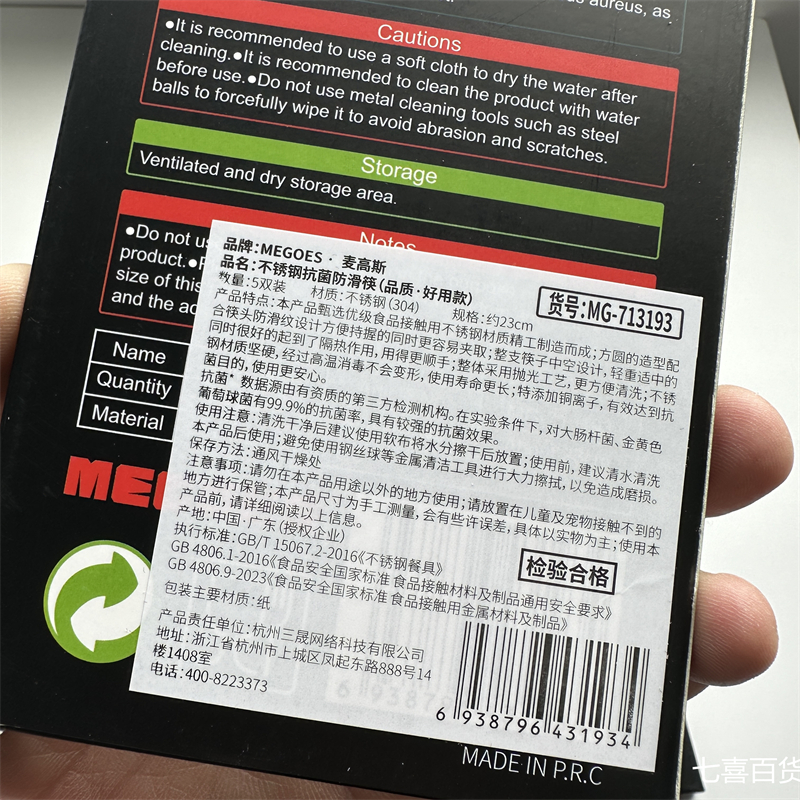 aureus, as
Cautions
●It is recommended to use a soft cloth to dry the water after
cleaning.●It is recommended to clean the product with water
before use.●Do not use metal cleaning tools such as steel
balls to forcefully wipe it to avoid abrasion and scratches.
Storage
Ventilated and dry storage area.
Notes
●Do not
product.●
size of this
and the
Name
Quantity
Material
品牌:MEGOES · 麦高斯
品名:不锈钢抗菌防滑筷(品质·好用款)
数量:5双装 材质:不锈钢(304) 规格:约23cm
货号:MG-713193
产品特点:本产品甄选优级食品接触用不锈钢材质精工制造而成;方圆的造型配
合筷头防滑纹设计方便持握的同时更容易夹取;整支筷子中空设计,轻重适中的
同时很好的起到了隔热作用,用得更顺手;整体采用抛光工艺,更方便清洗;不锈
钢材质坚硬,经过高温消毒不会变形,使用寿命更长;特添加铜离子,有效达到抗
菌目的,使用更安心。
抗菌* 数据源由有资质的第三方检测机构。在实验条件下,对大肠杆菌、金黄色
葡萄球菌有99.9%的抗菌率,具有较强的抗菌效果。
使用注意:清洗干净后建议使用软布将水分擦干后放置;使用前,建议清水清洗
本产品后使用;避免使用钢丝球等金属清洁工具进行大力擦拭,以免造成磨损。
保存方法:通风干燥处
注意事项:请勿在本产品用途以外的地方使用;请放置在儿童及宠物接触不到的
地方进行保管;本产品尺寸为手工测量,会有些许误差,具体以实物为主;使用本
产品前,请详细阅读以上信息。
产地:中国·广东(授权企业)
执行标准:GB/T 15067.2-2016《不锈钢餐具》
GB 4806.1-2016《食品安全国家标准 食品接触材料及制品通用安全要求》
GB 4806.9-2023《食品安全国家标准 食品接触用金属材料及制品》
检验合格
包装主要材质:纸
产品责任单位:杭州三晟网络科技有限公司
地址:浙江省杭州市上城区凤起东路888号14
楼1408室
电话:400-8223373
6 938796 431934
MADE IN P.R.C
七喜百货